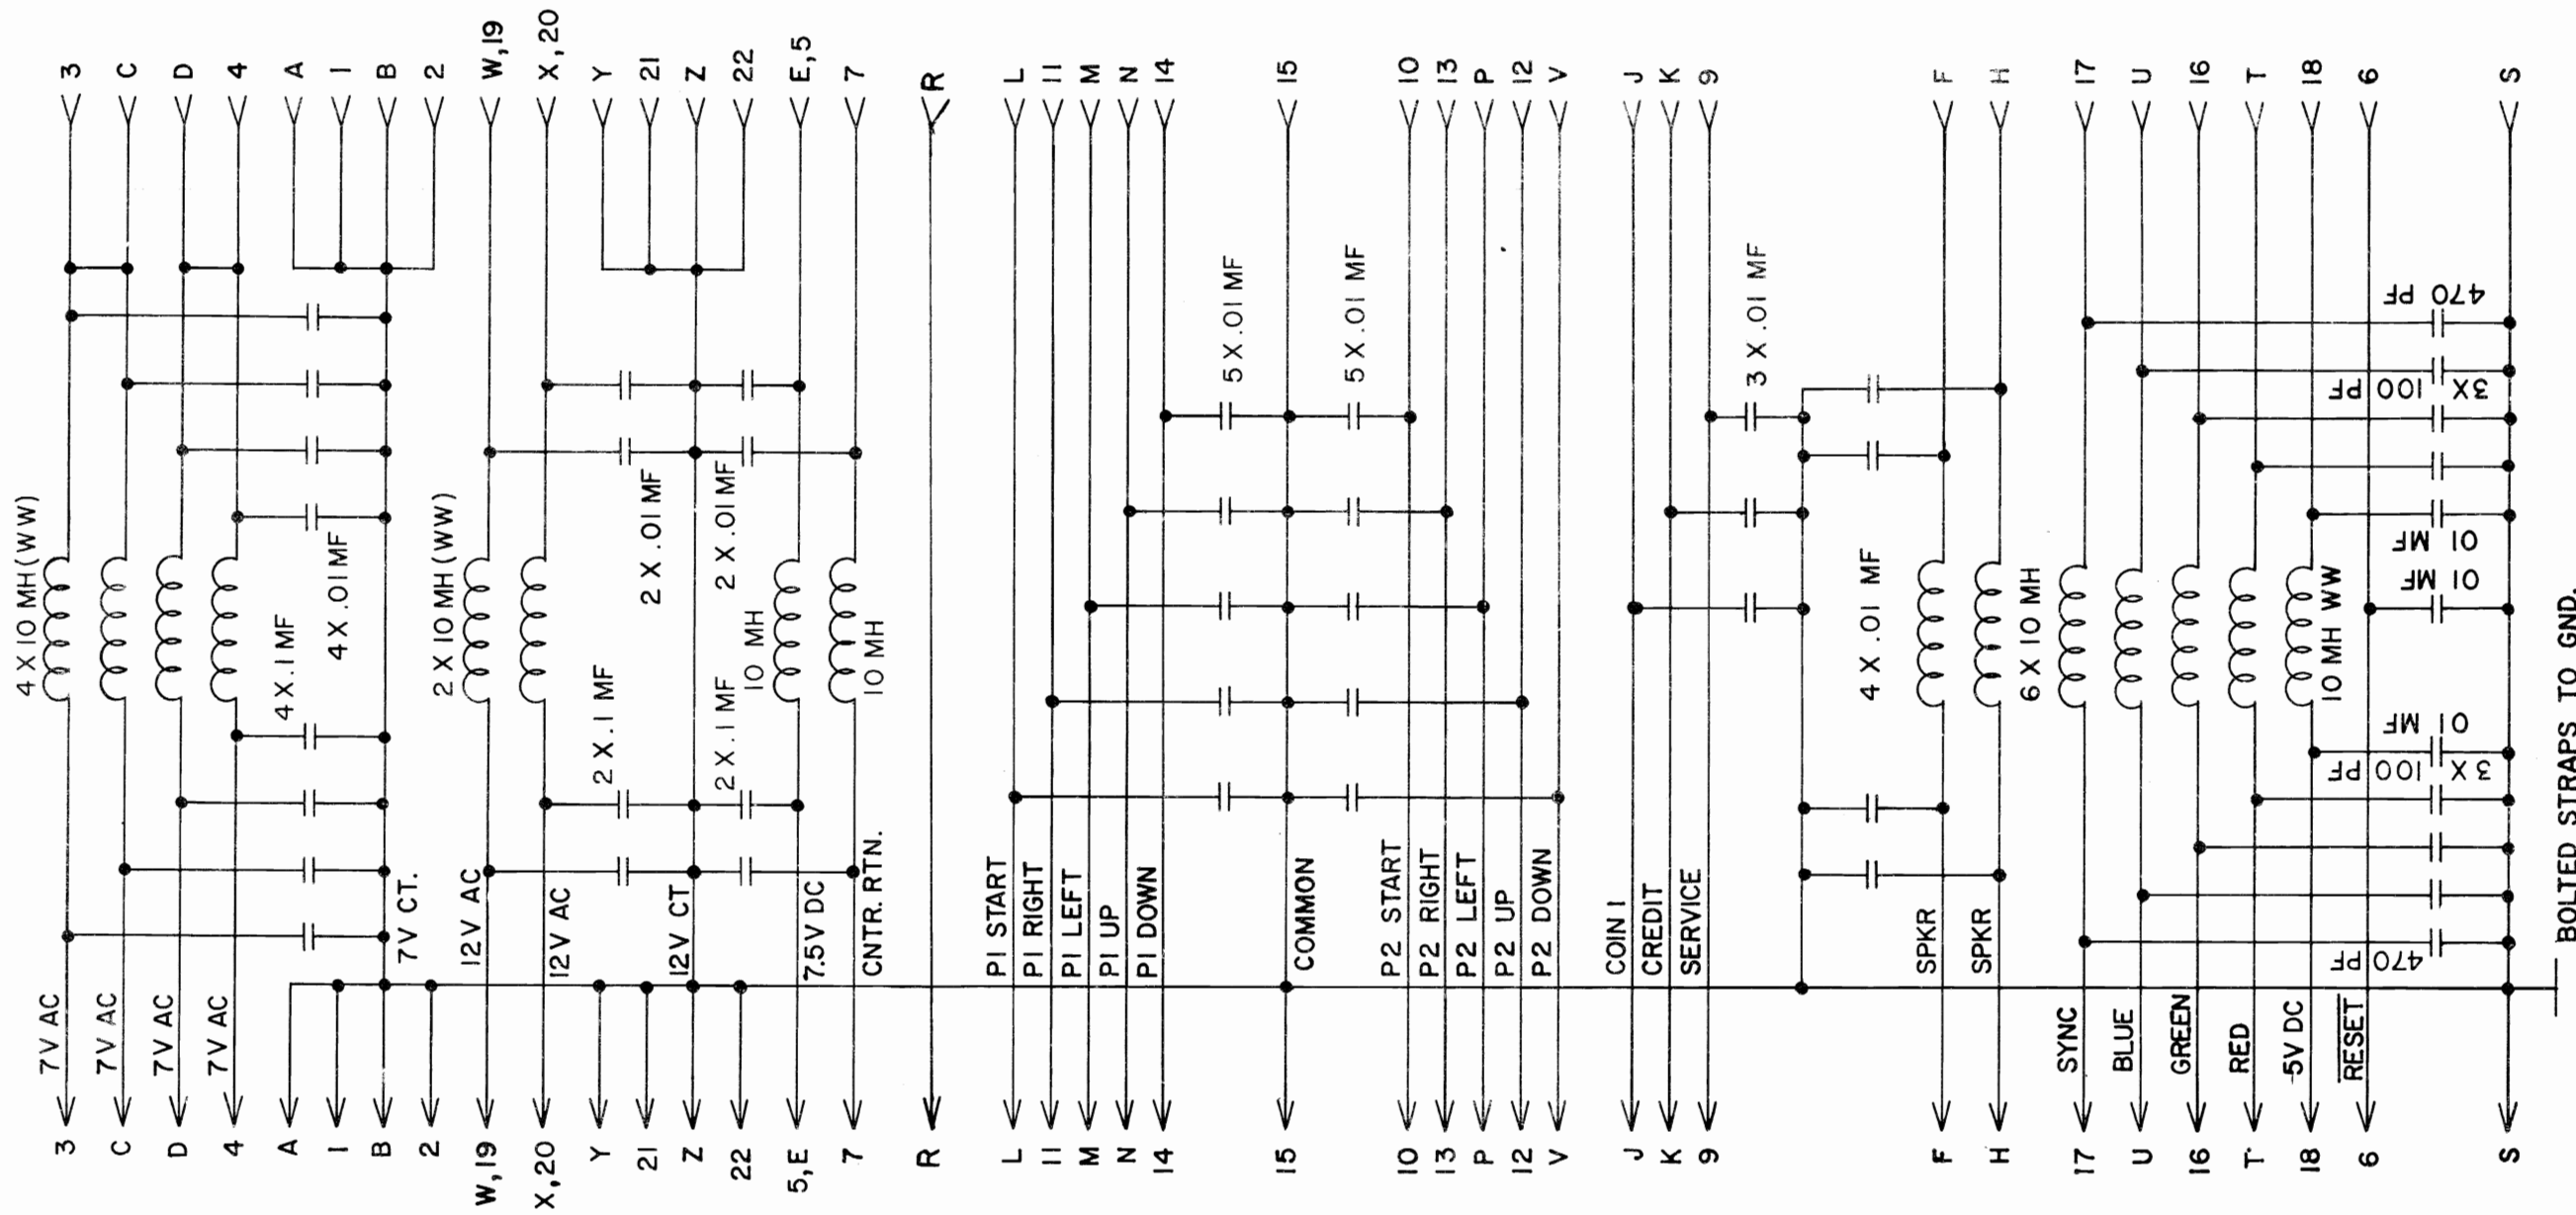 3
C
D
4
A
1
B
2
W,19
X,20
Y
21
Z
22
E,5
7
R
L
11
M
N
14
15
10
13
P
12
V
J
K
9
F
H
17
U
16
T
18
6
S
4 X 10 MH (WW)
4 X .1 MF
4 X .01 MF
2 X 10 MH (WW)
2 X .01 MF
2 X .01 MF
2 X .1 MF
2 X .1 MF
10 MH
10 MH
5 X .01 MF
5 X .01 MF
3 X .01 MF
4 X .01 MF
6 X 10 MH
10 MH WW
470 PF
3X 100 PF
01 MF
01 MF
01 MF
3X 100 PF
470 PF
7V AC
7V AC
7V AC
7V AC
7V CT.
12V AC
12V AC
12V CT
7.5V DC
CNTR. RTN.
P1 START
P1 RIGHT
P1 LEFT
P1 UP
P1 DOWN
COMMON
P2 START
P2 RIGHT
P2 LEFT
P2 UP
P2 DOWN
COIN 1
CREDIT
SERVICE
SPKR
SPKR
SYNC
BLUE
GREEN
RED
-5V DC
RESET
BOLTED STRAPS TO GND.
3
C
D
4
A
1
B
2
W,19
X,20
Y
21
Z
22
5,E
7
R
L
11
M
N
14
15
10
13
P
12
V
J
K
9
F
H
17
U
16
T
18
6
S